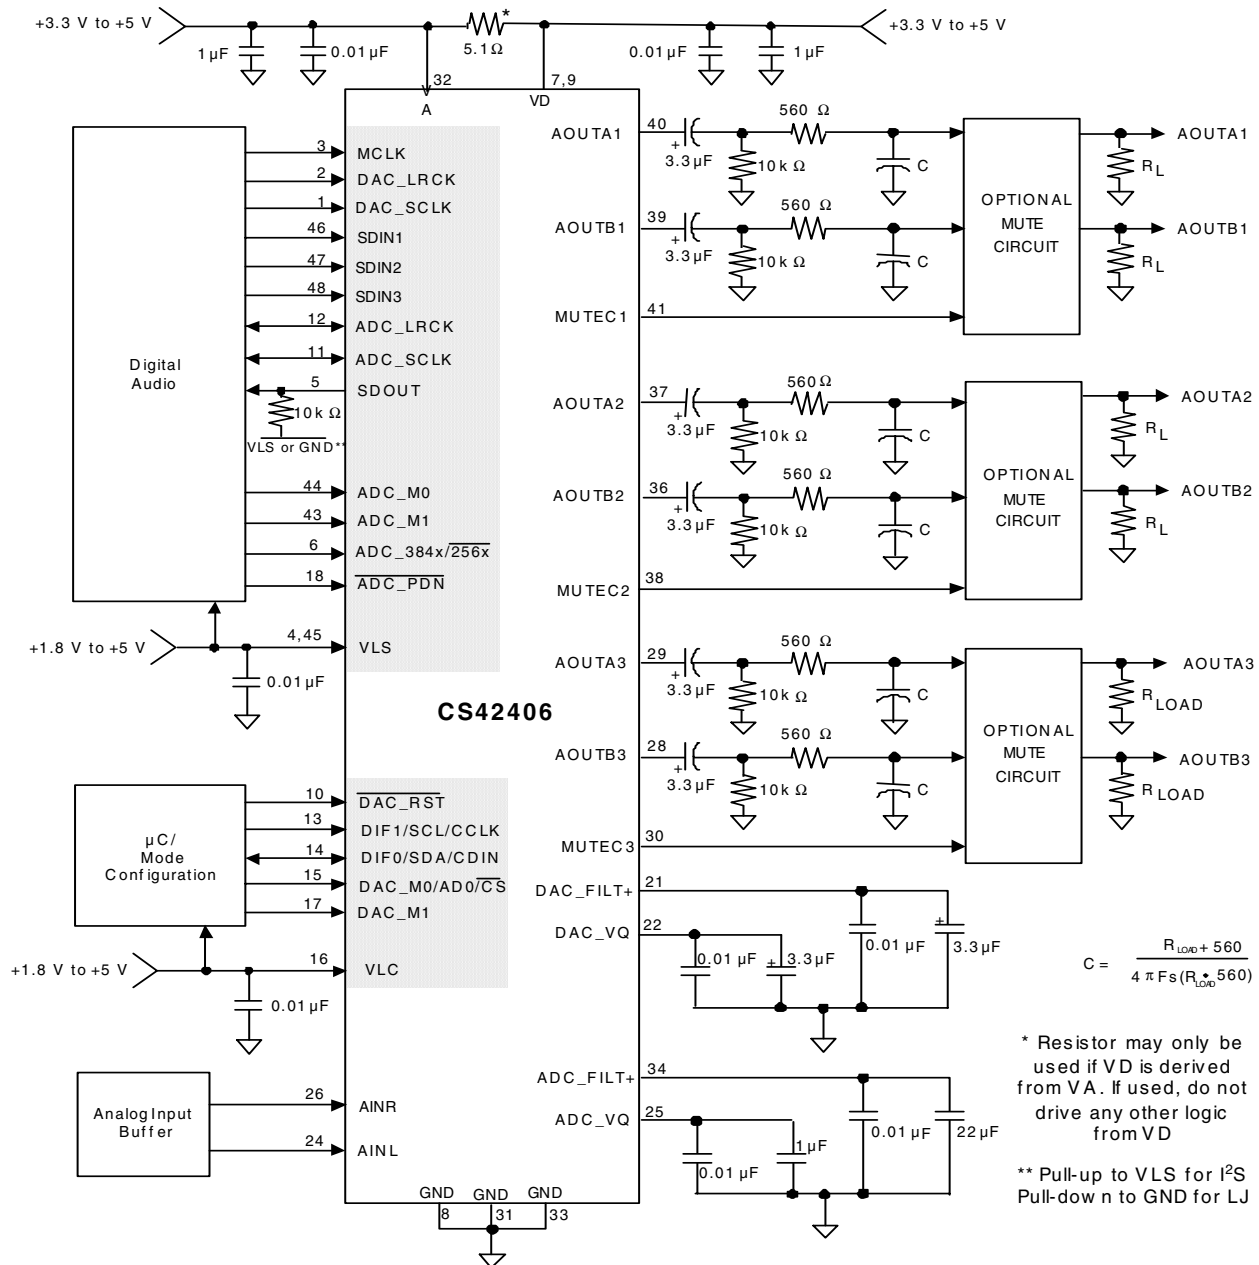 +3.3 V to +5 V
1 µF
0.01 µF
*
5.1 Ω
0.01 µF
1 µF
+3.3 V to +5 V
32
7,9
V
A
VD
Digital
Audio
3
MCLK
2
DAC_LRCK
1
DAC_SCLK
46
SDIN1
47
SDIN2
48
SDIN3
12
ADC_LRCK
11
ADC_SCLK
5
SDOUT
10k Ω
VLS or GND**
44
ADC_M0
43
ADC_M1
6
ADC_384x/256x
18
ADC_PDN
+1.8 V to +5 V
4,45
VLS
0.01 µF
CS42406
µC/
Mode
Configuration
10
DAC_RST
13
DIF1/SCL/CCLK
14
DIF0/SDA/CDIN
15
DAC_M0/AD0/CS
17
DAC_M1
+1.8 V to +5 V
16
VLC
0.01 µF
Analog Input
Buffer
26
AINR
24
AINL
GND
GND
GND
8
31
33
AOUTA1
40
+
3.3 µF
10k Ω
560 Ω
C
AOUTB1
39
+
3.3 µF
10k Ω
560 Ω
C
MUTEC1
41
OPTIONAL
MUTE
CIRCUIT
AOUTA1
RL
AOUTB1
RL
AOUTA2
37
+
3.3 µF
10k Ω
560 Ω
C
AOUTB2
36
+
3.3 µF
10k Ω
560 Ω
C
MUTEC2
38
OPTIONAL
MUTE
CIRCUIT
AOUTA2
RL
AOUTB2
RL
AOUTA3
29
+
3.3 µF
10k Ω
560 Ω
C
AOUTB3
28
+
3.3 µF
10k Ω
560 Ω
C
MUTEC3
30
OPTIONAL
MUTE
CIRCUIT
AOUTA3
RLOAD
AOUTB3
RLOAD
DAC_FILT+
21
0.01 µF
+
3.3 µF
DAC_VQ
22
0.01 µF
+
3.3 µF
ADC_FILT+
34
0.01 µF
22 µF
ADC_VQ
25
0.01 µF
1 µF
C = RLOAD + 560
4 π Fs (RLOAD • 560)
* Resistor may only be
used if VD is derived
from VA. If used, do not
drive any other logic
from VD
** Pull-up to VLS for I²S
Pull-down to GND for LJ